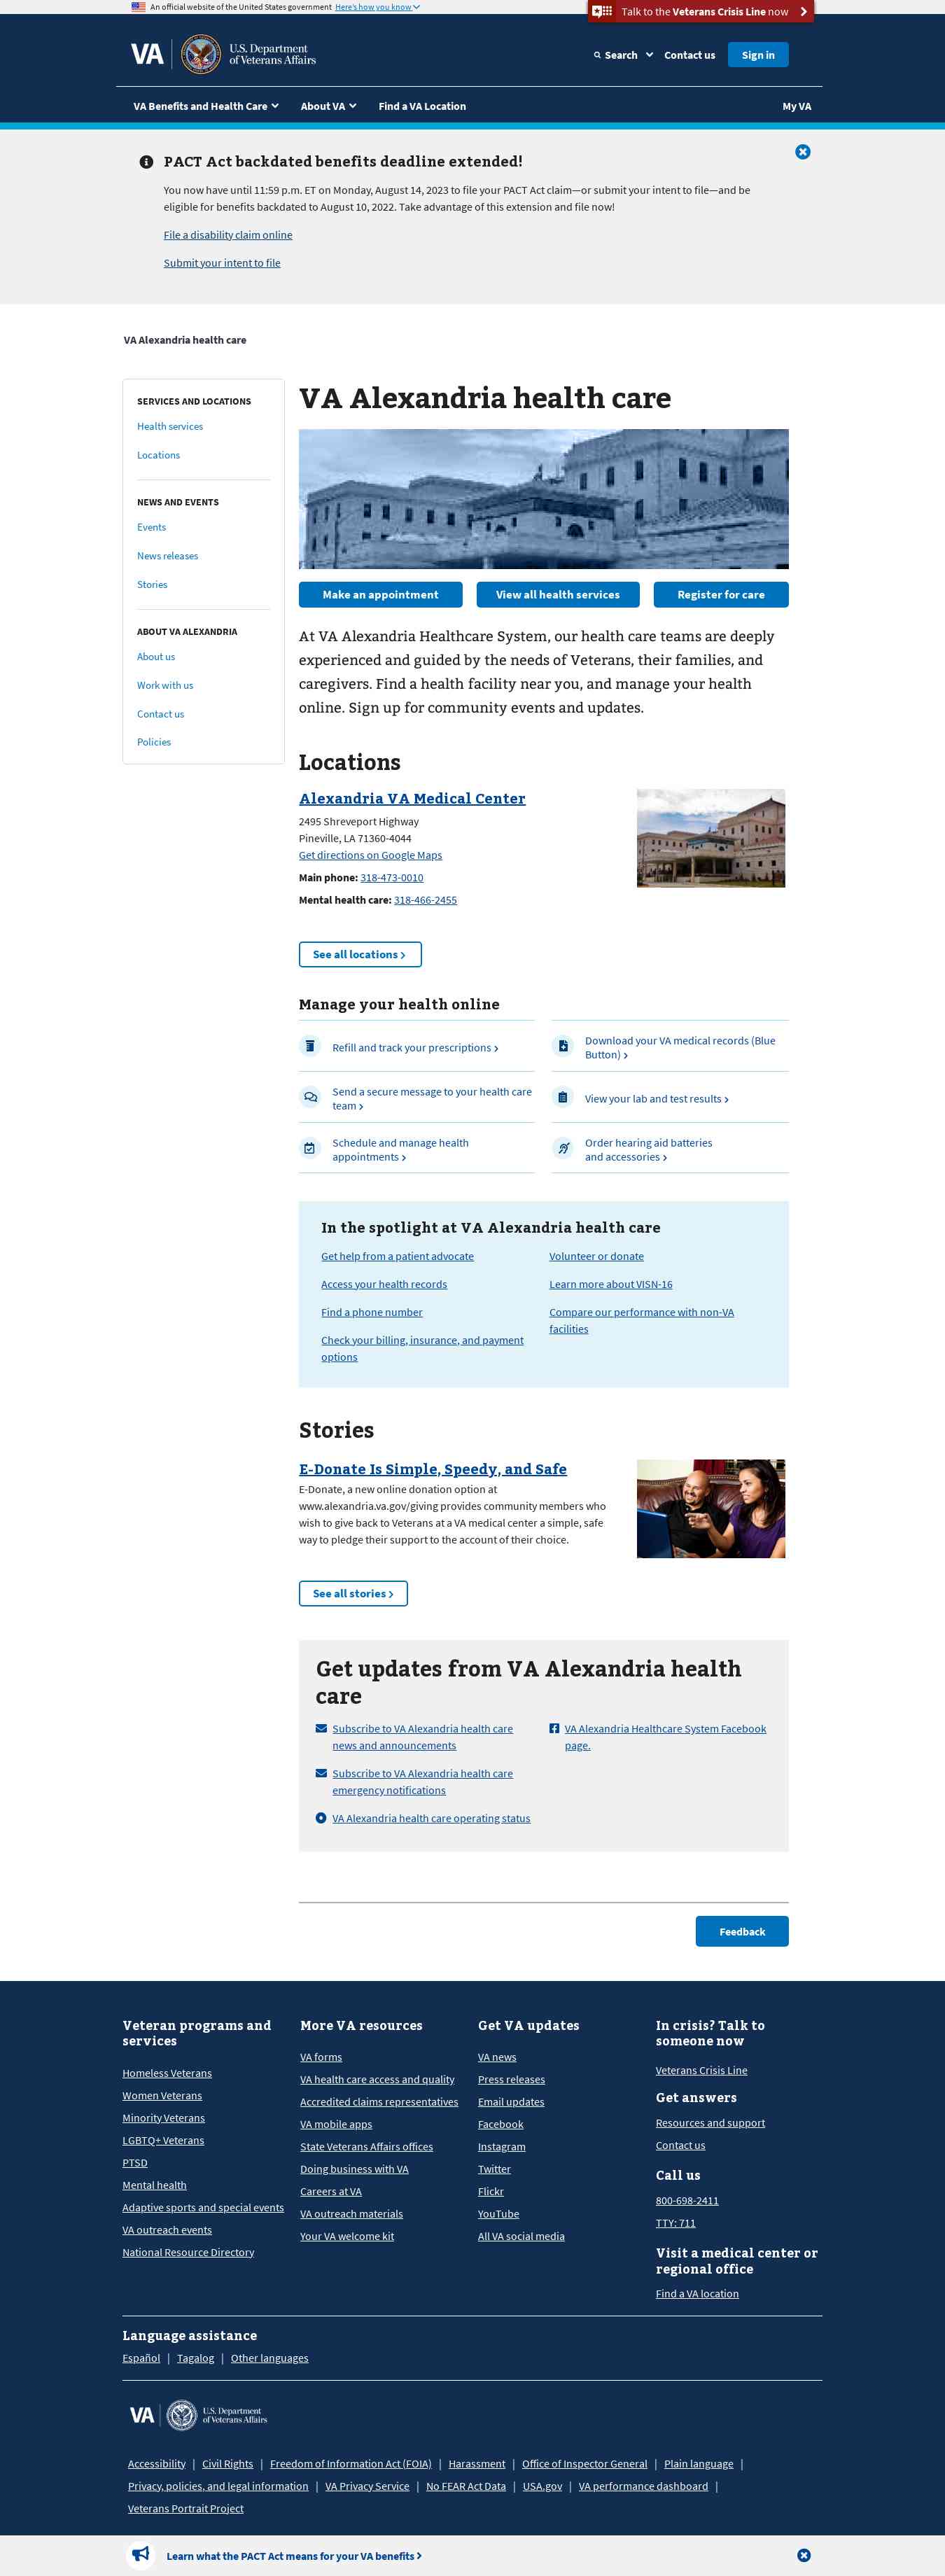 An official website of the United States government Here's how you know
Talk to the Veterans Crisis Line now
VA
U.S. Department
of Veterans Affairs
Search
Contact us
Sign in
VA Benefits and Health Care
About VA
Find a VA Location
My VA
PACT Act backdated benefits deadline extended!
You now have until 11:59 p.m. ET on Monday, August 14, 2023 to file your PACT Act claim—or submit your intent to file—and be
eligible for benefits backdated to August 10, 2022. Take advantage of this extension and file now!
File a disability claim online
Submit your intent to file
VA Alexandria health care
SERVICES AND LOCATIONS
Health services
Locations
NEWS AND EVENTS
Events
News releases
Stories
ABOUT VA ALEXANDRIA
About us
Work with us
Contact us
Policies
VA Alexandria health care
Make an appointment
View all health services
Register for care
At VA Alexandria Healthcare System, our health care teams are deeply
experienced and guided by the needs of Veterans, their families, and
caregivers. Find a health facility near you, and manage your health
online. Sign up for community events and updates.
Locations
Alexandria VA Medical Center
2495 Shreveport Highway
Pineville, LA 71360-4044
Get directions on Google Maps
Main phone: 318-473-0010
Mental health care: 318-466-2455
See all locations
Manage your health online
Refill and track your prescriptions
Send a secure message to your health care
team
Schedule and manage health
appointments
Download your VA medical records (Blue
Button)
View your lab and test results
Order hearing aid batteries
and accessories
In the spotlight at VA Alexandria health care
Get help from a patient advocate
Access your health records
Find a phone number
Check your billing, insurance, and payment
options
Volunteer or donate
Learn more about VISN-16
Compare our performance with non-VA
facilities
Stories
E-Donate Is Simple, Speedy, and Safe
E-Donate, a new online donation option at
www.alexandria.va.gov/giving provides community members who
wish to give back to Veterans at a VA medical center a simple, safe
way to pledge their support to the account of their choice.
See all stories
Get updates from VA Alexandria health
care
Subscribe to VA Alexandria health care
news and announcements
Subscribe to VA Alexandria health care
emergency notifications
VA Alexandria health care operating status
VA Alexandria Healthcare System Facebook
page.
Feedback
Veteran programs and
services
Homeless Veterans
Women Veterans
Minority Veterans
LGBTQ+ Veterans
PTSD
Mental health
Adaptive sports and special events
VA outreach events
National Resource Directory
More VA resources
VA forms
VA health care access and quality
Accredited claims representatives
VA mobile apps
State Veterans Affairs offices
Doing business with VA
Careers at VA
VA outreach materials
Your VA welcome kit
Get VA updates
VA news
Press releases
Email updates
Facebook
Instagram
Twitter
Flickr
YouTube
All VA social media
In crisis? Talk to
someone now
Veterans Crisis Line
Get answers
Resources and support
Contact us
Call us
800-698-2411
TTY: 711
Visit a medical center or
regional office
Find a VA location
Language assistance
Español | Tagalog | Other languages
VA
U.S. Department
of Veterans Affairs
Accessibility | Civil Rights | Freedom of Information Act (FOIA) | Harassment | Office of Inspector General | Plain language |
Privacy, policies, and legal information | VA Privacy Service | No FEAR Act Data | USA.gov | VA performance dashboard |
Veterans Portrait Project
Learn what the PACT Act means for your VA benefits